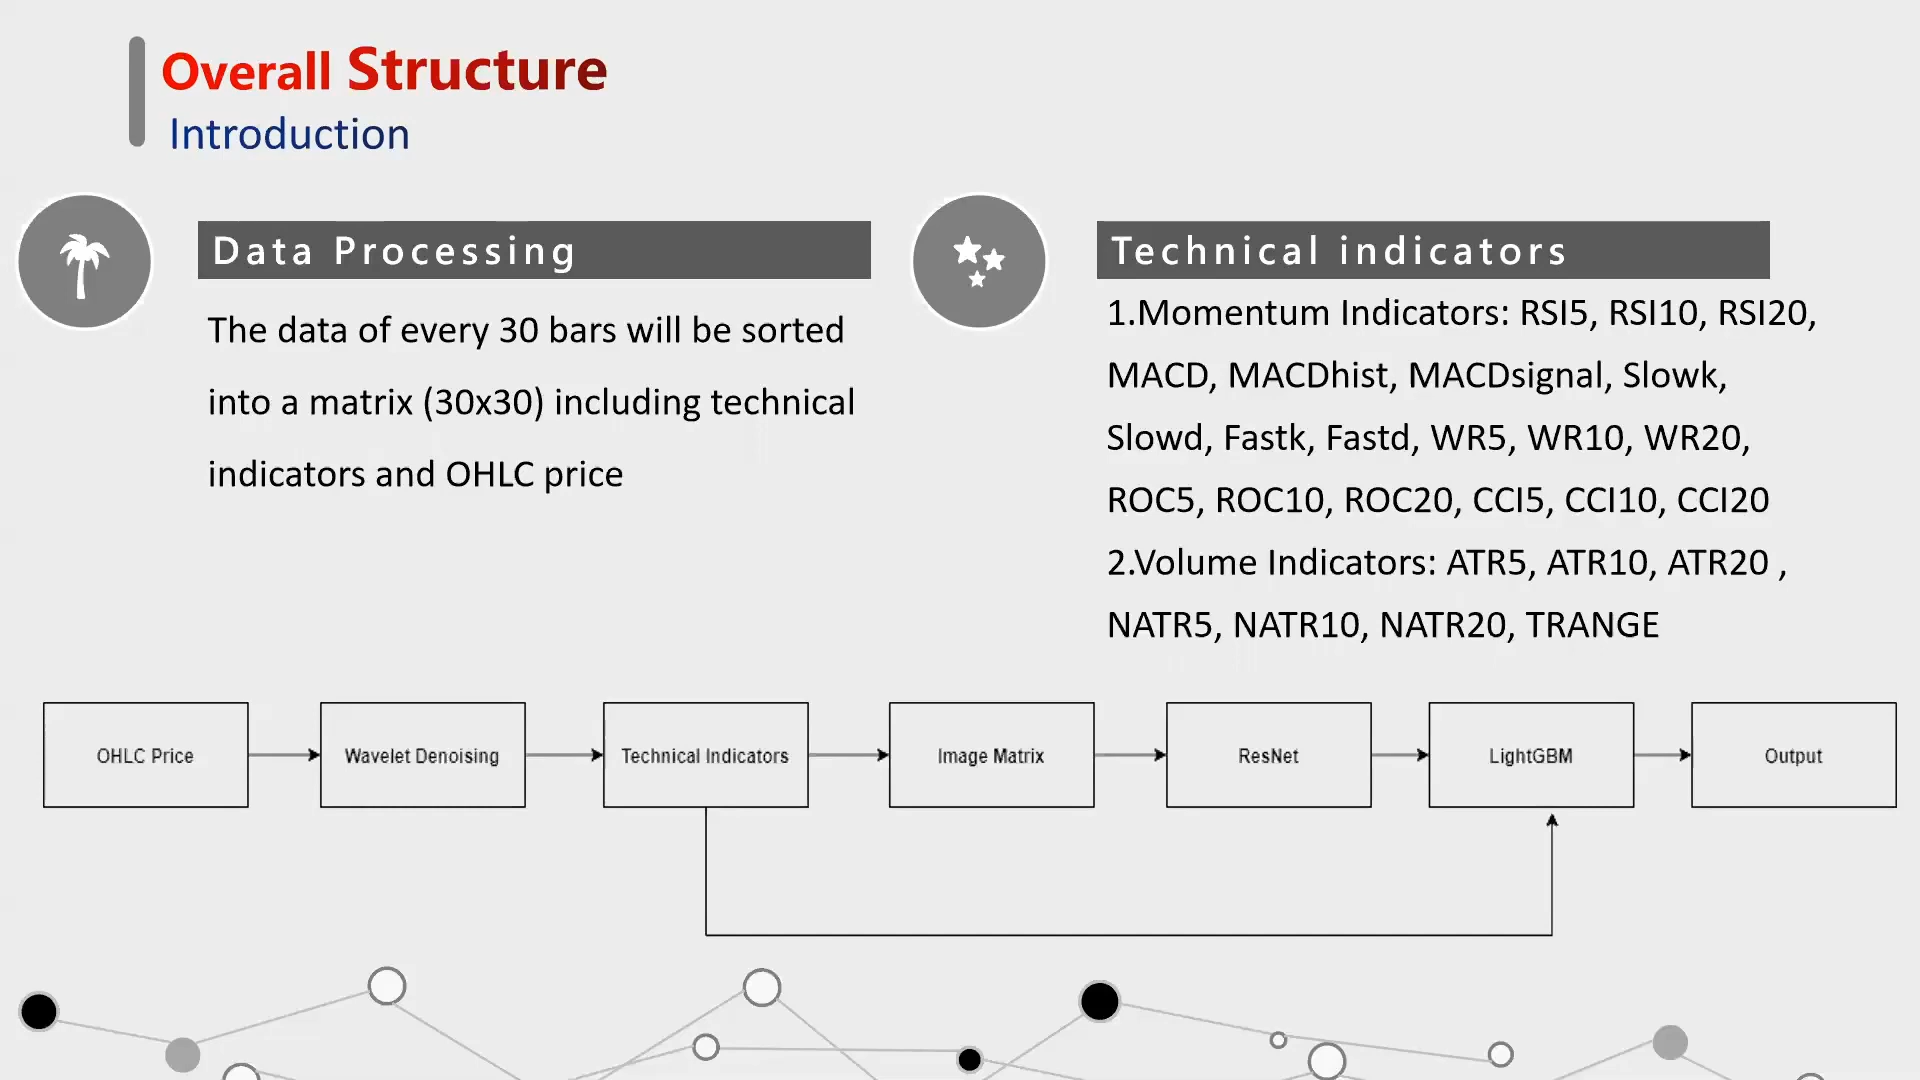 Overall Structure
Introduction
Data Processing
The data of every 30 bars will be sorted
into a matrix (30x30) including technical
indicators and OHLC price
Technical indicators
1.Momentum Indicators: RSI5, RSI10, RSI20,
MACD, MACDhist, MACDsignal, Slowk,
Slowd, Fastk, Fastd, WR5, WR10, WR20,
ROC5, ROC10, ROC20, CCI5, CCI10, CCI20
2.Volume Indicators: ATR5, ATR10, ATR20 ,
NATR5, NATR10, NATR20, TRANGE
OHLC Price
Wavelet Denoising
Technical Indicators
Image Matrix
ResNet
LightGBM
Output